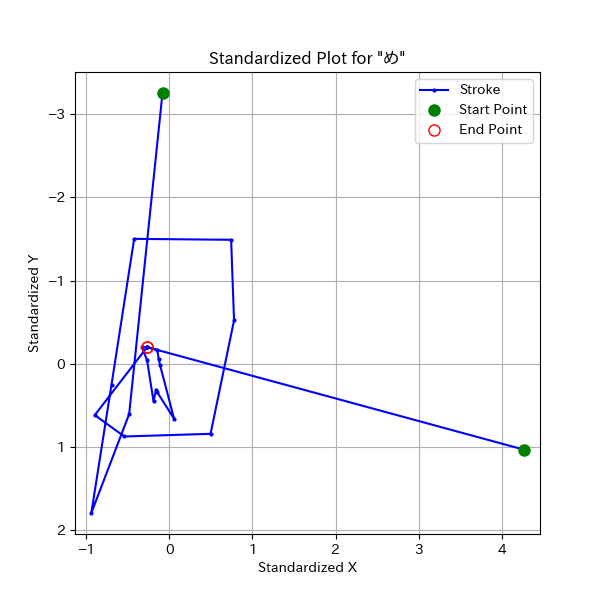 Standardized Plot for "め"
Stroke
Start Point
End Point
Standardized Y
−3
−2
−1
0
1
2
−1
0
1
2
3
4
Standardized X